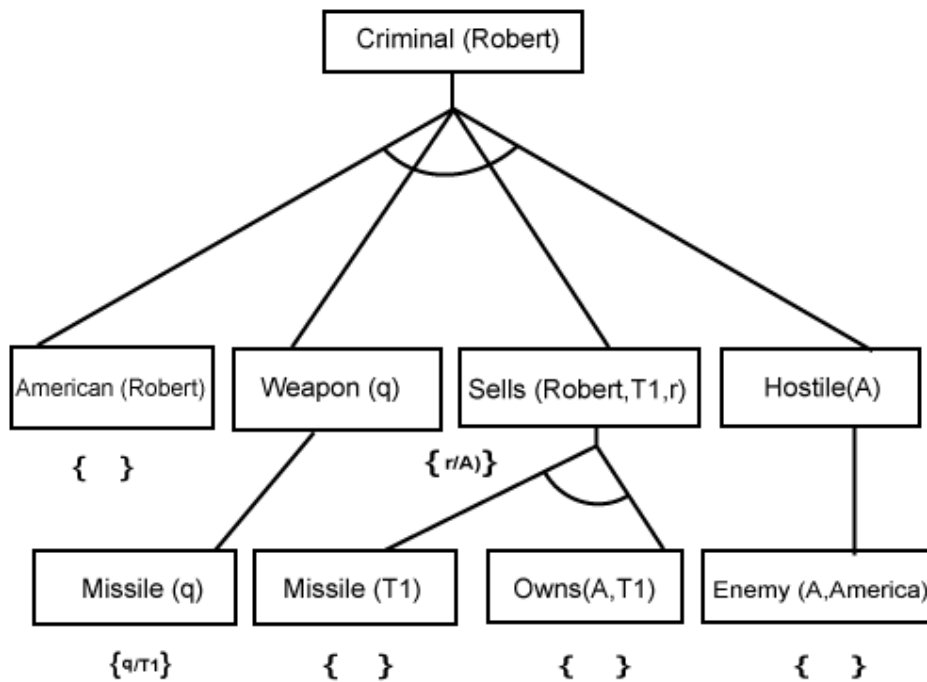 Criminal (Robert)
American (Robert)
Weapon (q)
Sells (Robert,T1,r)
Hostile(A)
{ }
{ r/A)}
Missile (q)
Missile (T1)
Owns(A,T1)
Enemy (A,America)
{q/T1}
{ }
{ }
{ }